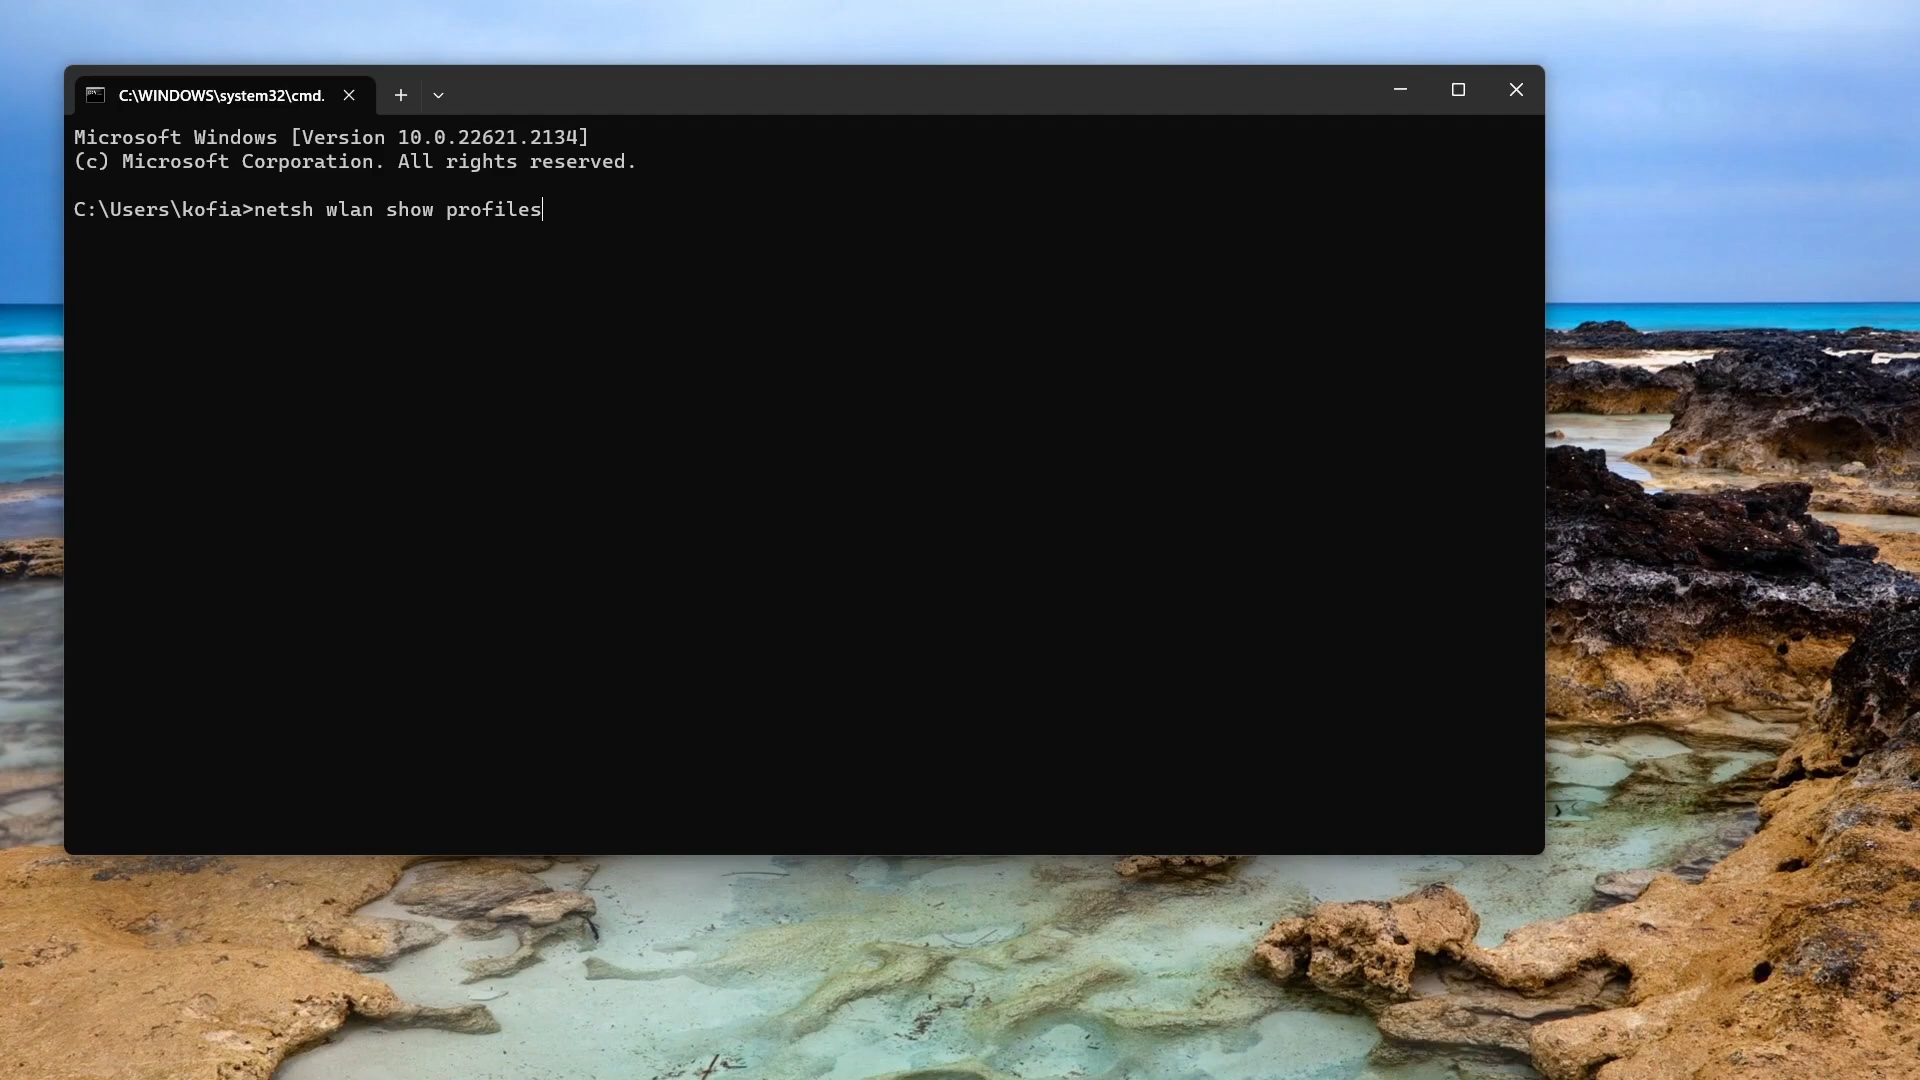 C:\WINDOWS\system32\cmd.
Microsoft Windows [Version 10.0.22621.2134]
(c) Microsoft Corporation. All rights reserved.
C:\Users\kofia>netsh wlan show profiles